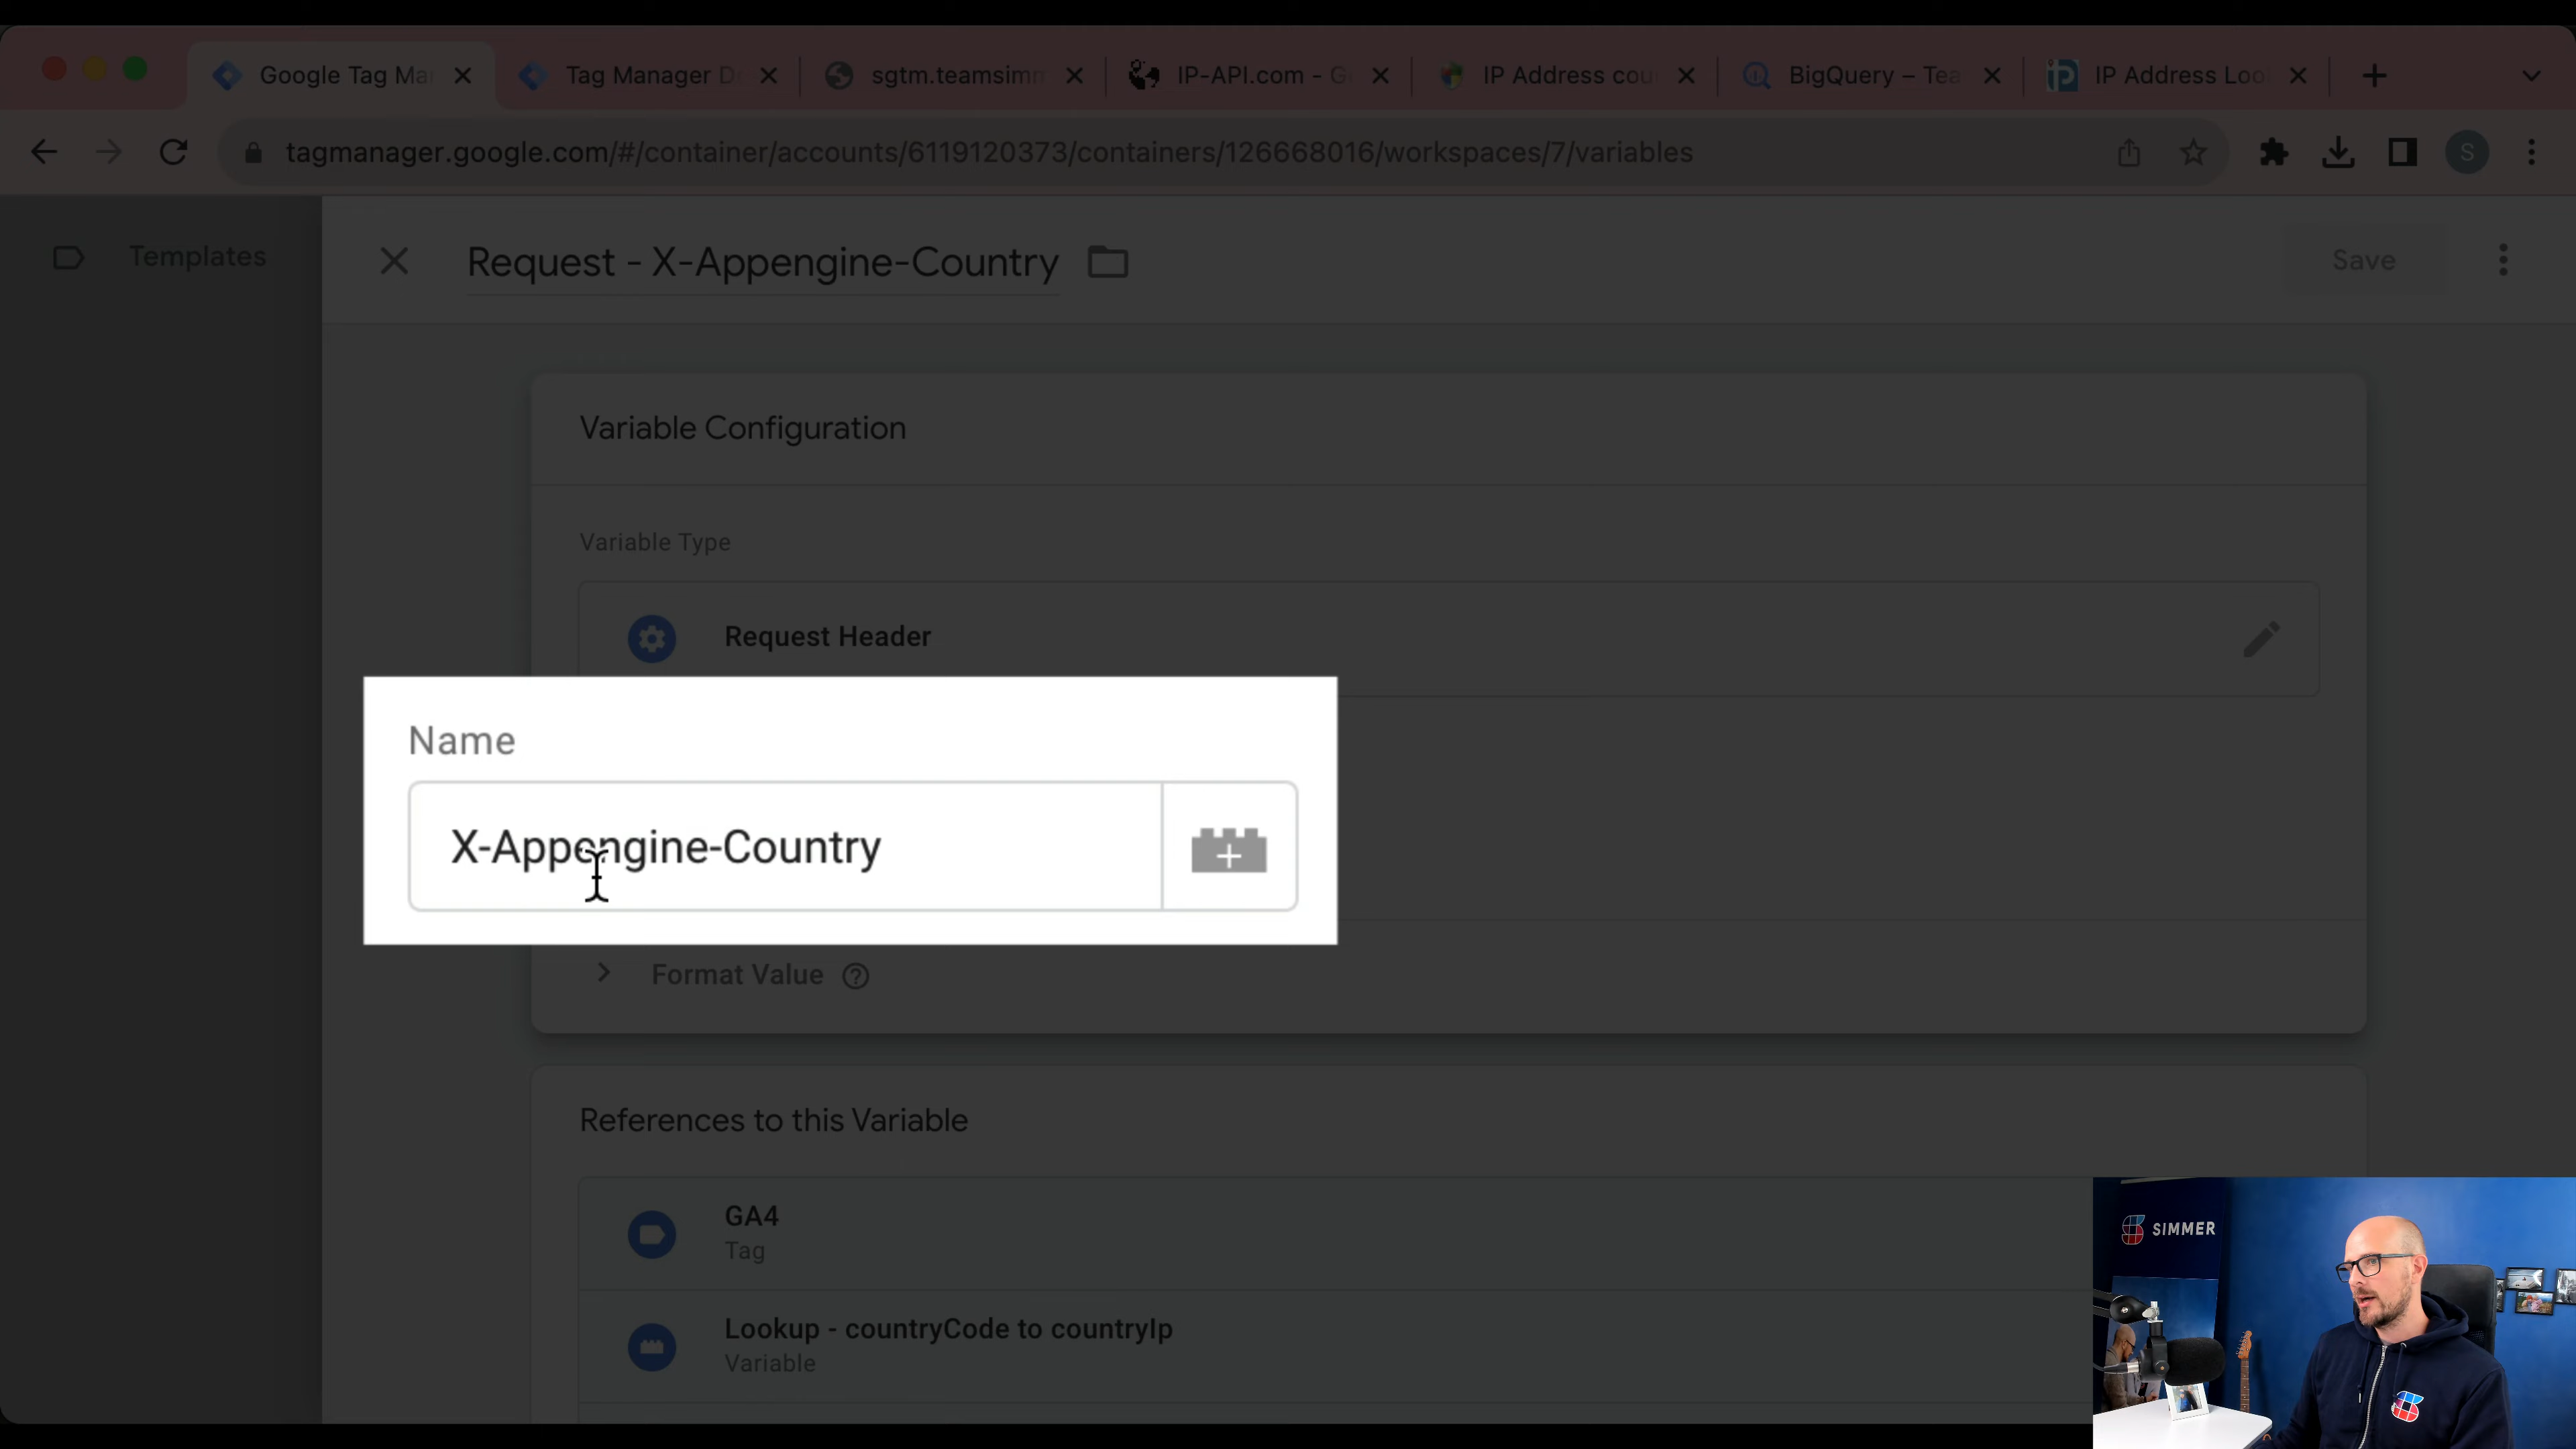 Google Tag Ma
Tag Manager D
sgtm.teamsim
IP-API.com - G
IP Address cou
BigQuery – Tea
IP Address Loo
tagmanager.google.com/#/container/accounts/6119120373/containers/126668016/workspaces/7/variables
S
Templates
Request - X-Appengine-Country
Save
Variable Configuration
Variable Type
Request Header
Name
X-Appengine-Country
Format Value
References to this Variable
GA4
Tag
Lookup - countryCode to countryIp
Variable
SIMMER